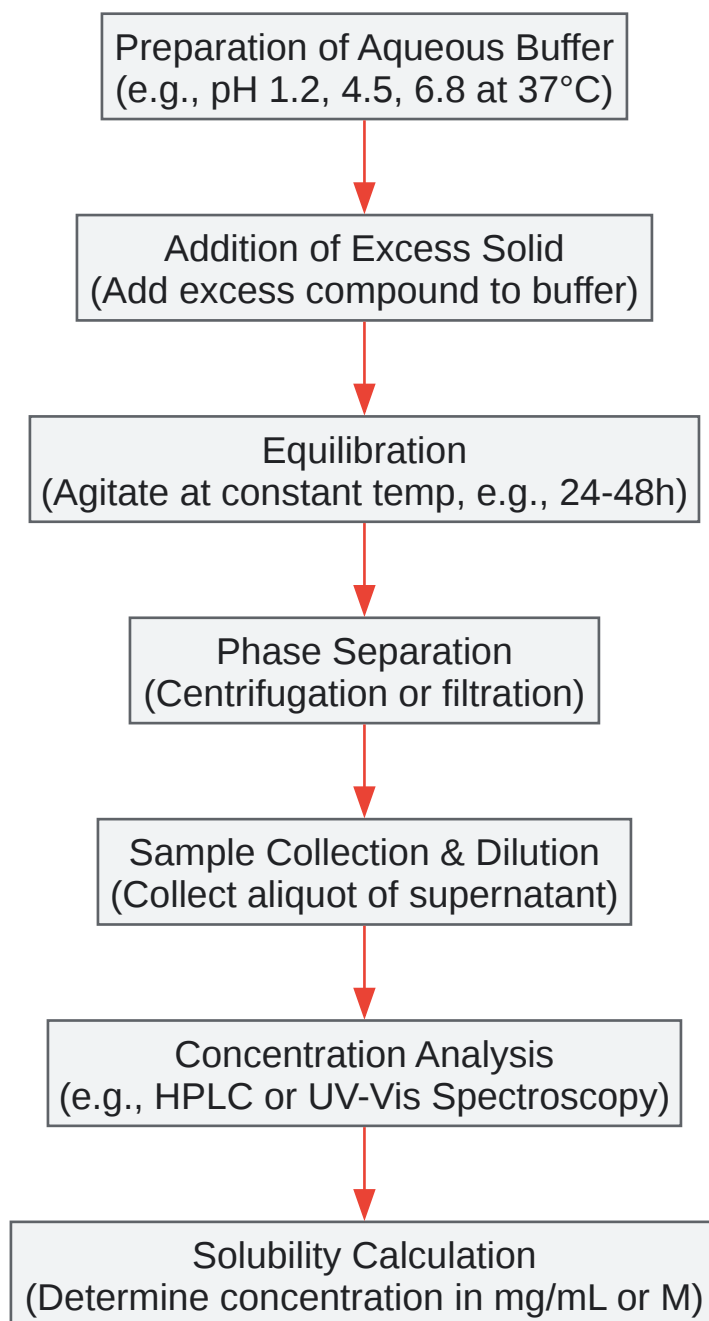 Preparation of Aqueous Buffer
(e.g., pH 1.2, 4.5, 6.8 at 37°C)
Addition of Excess Solid
(Add excess compound to buffer)
Equilibration
(Agitate at constant temp, e.g., 24-48h)
Phase Separation
(Centrifugation or filtration)
Sample Collection & Dilution
(Collect aliquot of supernatant)
Concentration Analysis
(e.g., HPLC or UV-Vis Spectroscopy)
Solubility Calculation
(Determine concentration in mg/mL or M)